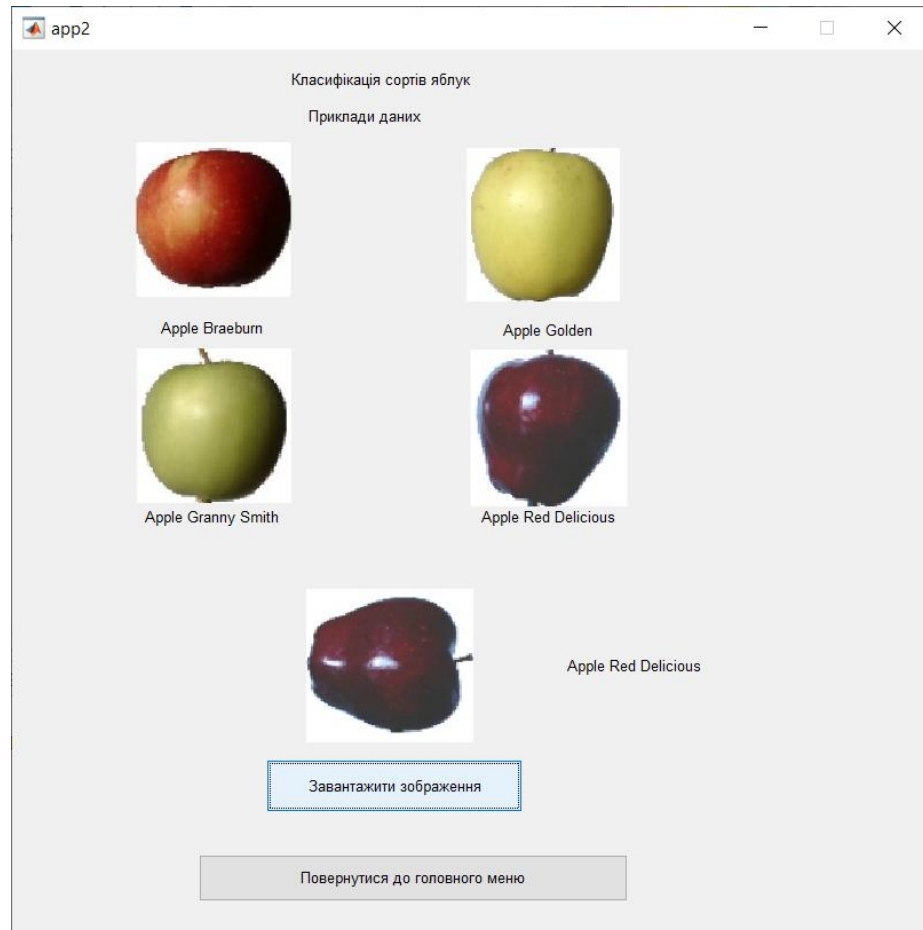 app2
Класифікація сортів яблук
Приклади даних
Apple Braeburn
Apple Golden
Apple Granny Smith
Apple Red Delicious
Apple Red Delicious
Завантажити зображення
Повернутися до головного меню